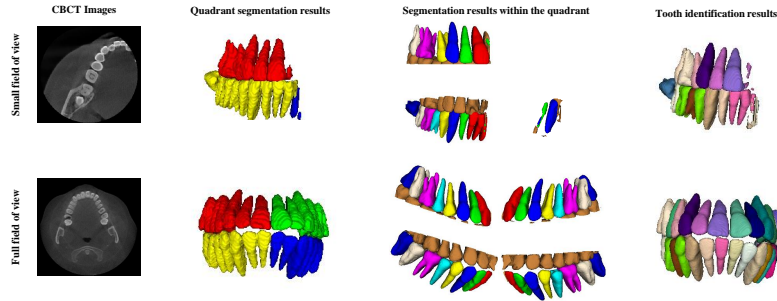 CBCT Images
Quadrant segmentation results
Segmentation results within the quadrant
Tooth identification results
Small field of view
Full field of view